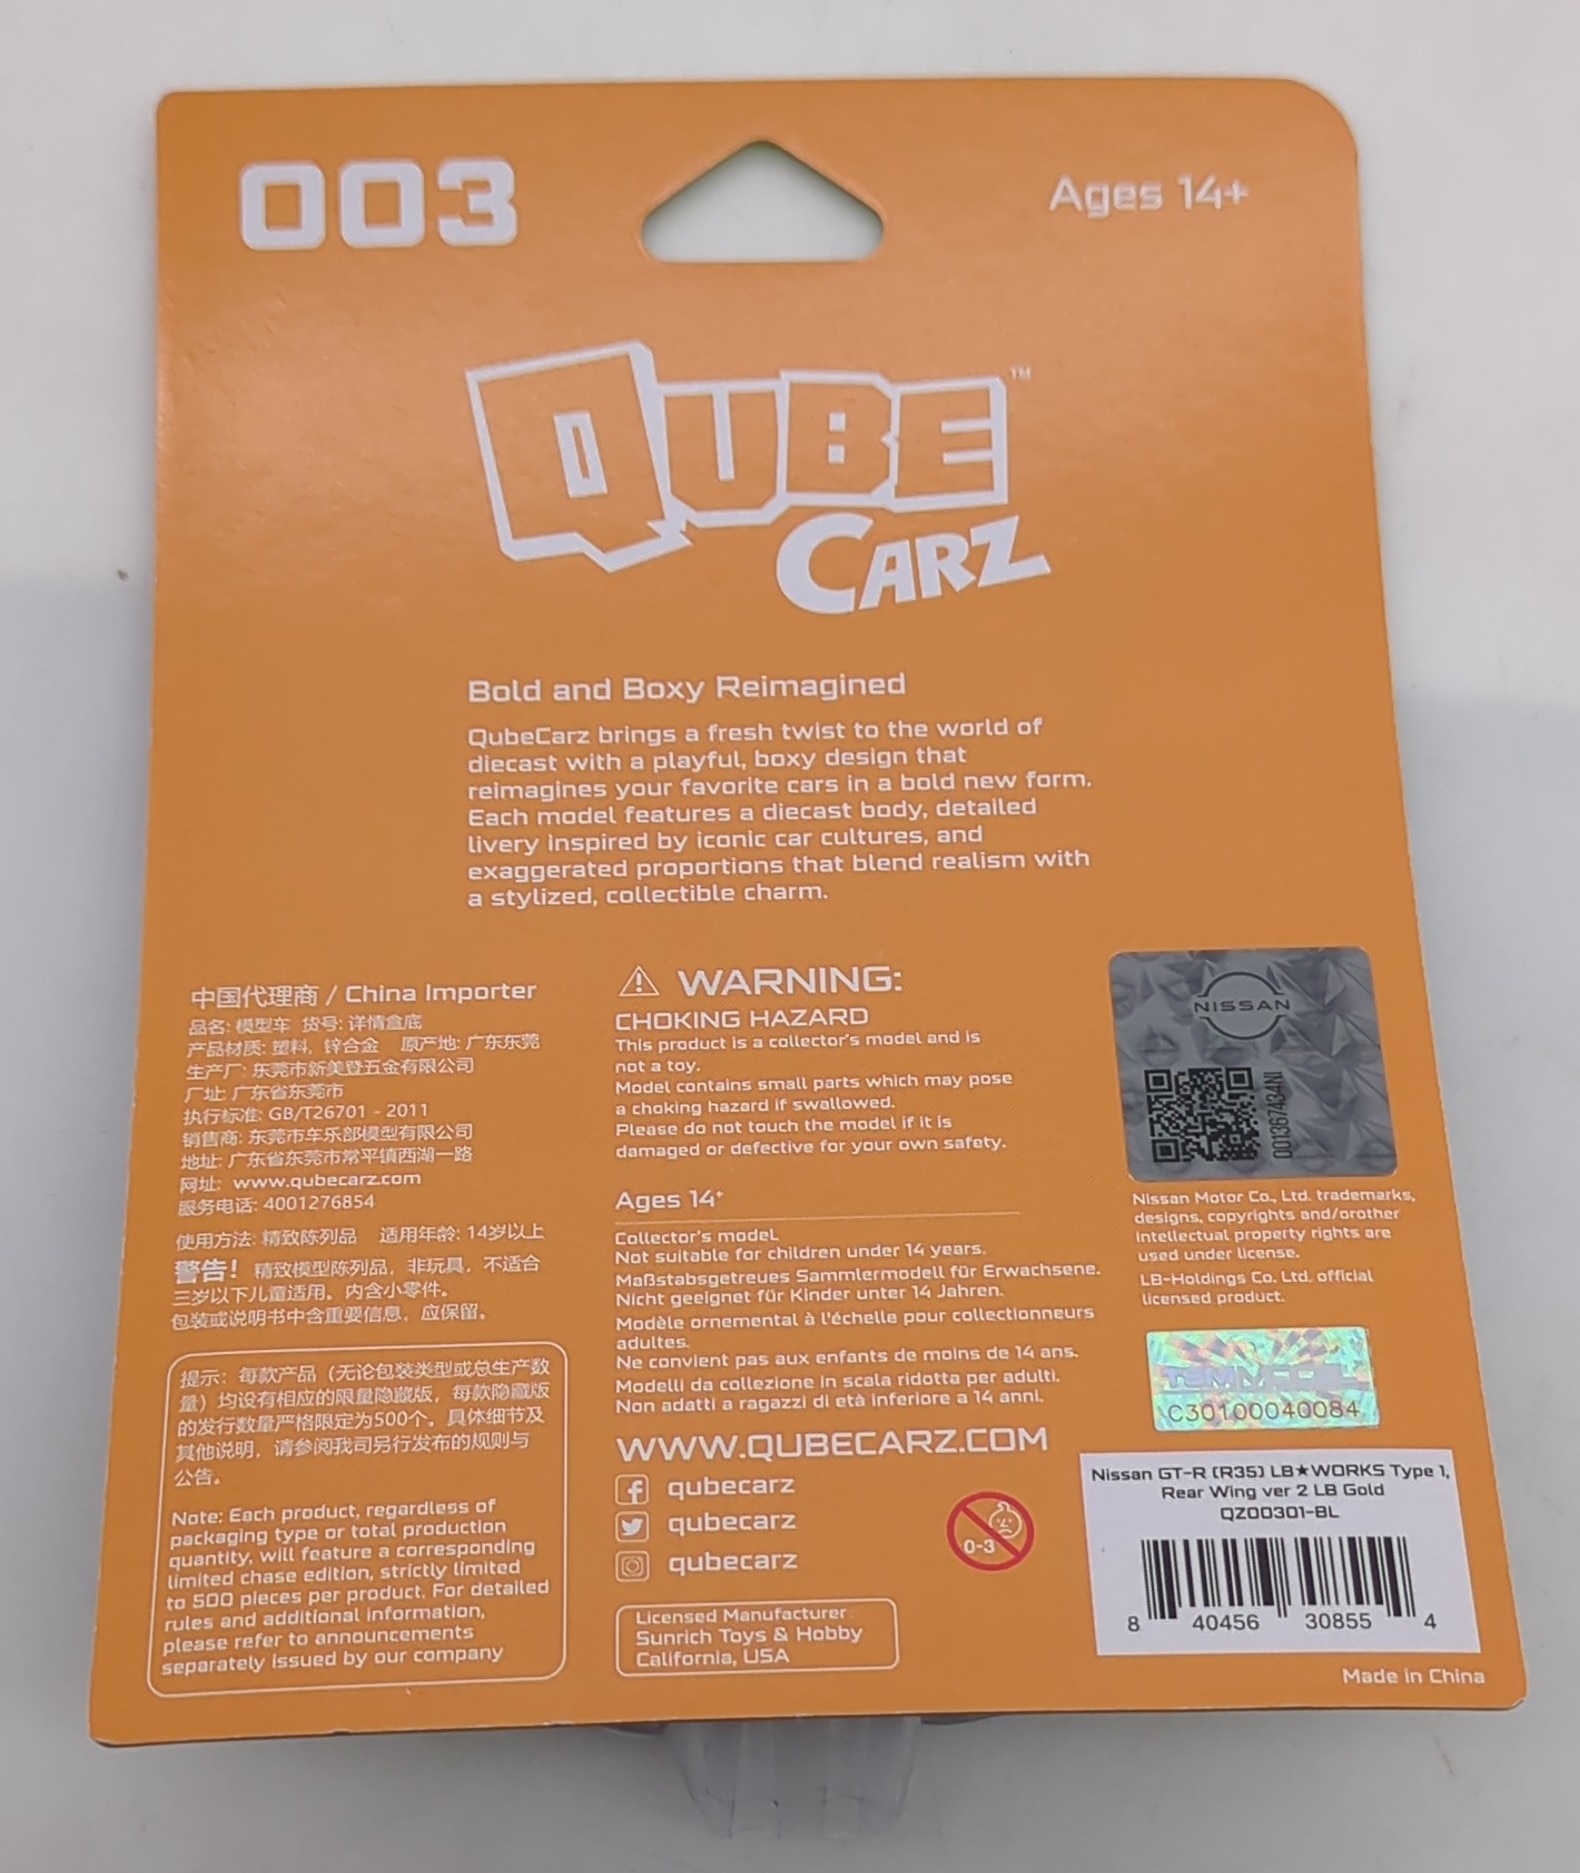 003
Ages 14+
QUBE™
CARZ
Bold and Boxy Reimagined
QubeCarz brings a fresh twist to the world of
diecast with a playful, boxy design that
reimagines your favorite cars in a bold new form.
Each model features a diecast body, detailed
livery inspired by iconic car cultures, and
exaggerated proportions that blend realism with
a stylized, collectible charm.
中国代理商 / China Importer
品名: 模型车 货号: 详情盒底
产品材质: 塑料, 锌合金 原产地: 广东东莞
生产厂: 东莞市新美登五金有限公司
厂址: 广东省东莞市
执行标准: GB/T26701 - 2011
销售商: 东莞市车乐部模型有限公司
地址: 广东省东莞市常平镇西湖一路
网址: www.qubecarz.com
服务电话: 4001276854
使用方法: 精致陈列品 适用年龄: 14岁以上
警告! 精致模型陈列品, 非玩具, 不适合
三岁以下儿童适用。内含小零件。
包装或说明书中含重要信息, 应保留。
提示: 每款产品 (无论包装类型或总生产数
量) 均设有相应的限量隐藏版, 每款隐藏版
的发行数量严格限定为500个。具体细节及
其他说明, 请参阅我司另行发布的规则与
公告。
Note: Each product, regardless of
packaging type or total production
quantity, will feature a corresponding
limited chase edition, strictly limited
to 500 pieces per product. For detailed
rules and additional information,
please refer to announcements
separately issued by our company
WARNING:
CHOKING HAZARD
This product is a collector's model and is
not a toy.
Model contains small parts which may pose
a choking hazard if swallowed.
Please do not touch the model if it is
damaged or defective for your own safety.
Ages 14+
Collector's model.
Not suitable for children under 14 years.
Maßstabsgetreues Sammlermodell für Erwachsene.
Nicht geeignet für Kinder unter 14 Jahren.
Modèle ornemental à l'échelle pour collectionneurs
adultes.
Ne convient pas aux enfants de moins de 14 ans.
Modelli da collezione in scala ridotta per adulti.
Non adatti a ragazzi di età inferiore a 14 anni.
WWW.QUBECARZ.COM
qubecarz
qubecarz
qubecarz
0-3
Licensed Manufacturer
Sunrich Toys & Hobby
California, USA
NISSAN
001367434NI
Nissan Motor Co., Ltd. trademarks,
designs, copyrights and/orother
intellectual property rights are
used under license.
LB-Holdings Co. Ltd. official
licensed product.
C30100040084
Nissan GT-R (R35) LB★WORKS Type 1,
Rear Wing ver 2 LB Gold
QZ00301-BL
8 40456 30855 4
Made in China